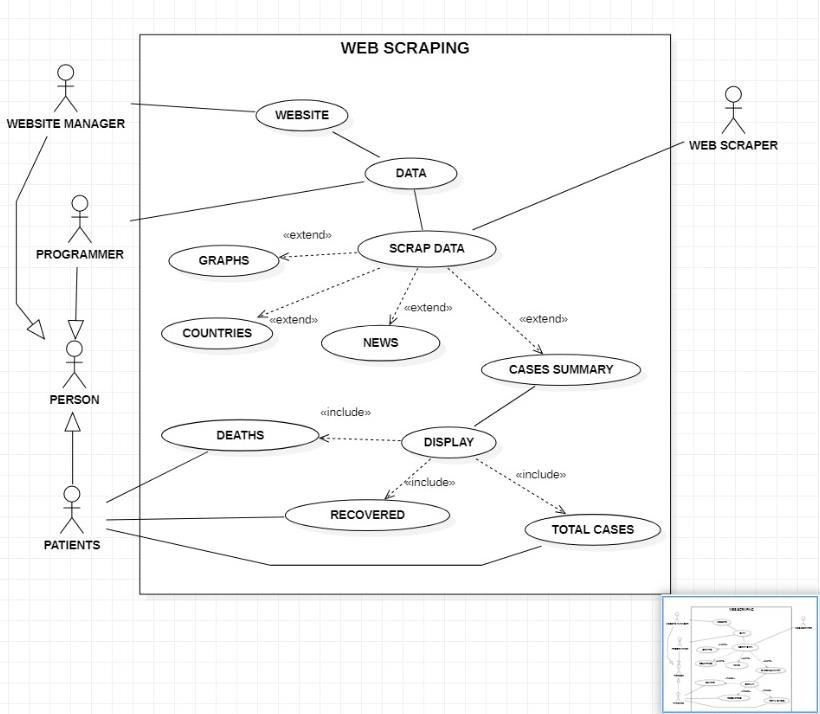 WEB SCRAPING
WEBSITE MANAGER
WEBSITE
WEB SCRAPER
DATA
PROGRAMMER
SCRAP DATA
«extend»
GRAPHS
«extend»
«extend»
«extend»
COUNTRIES
NEWS
CASES SUMMARY
PERSON
«include»
DEATHS
DISPLAY
«include»
«include»
RECOVERED
TOTAL CASES
PATIENTS